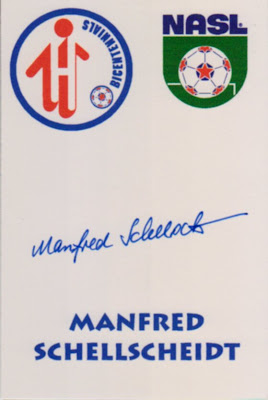 BICENTENNIALS
NASL
Manfred Schellscheidt
MANFRED
SCHELLSCHEIDT